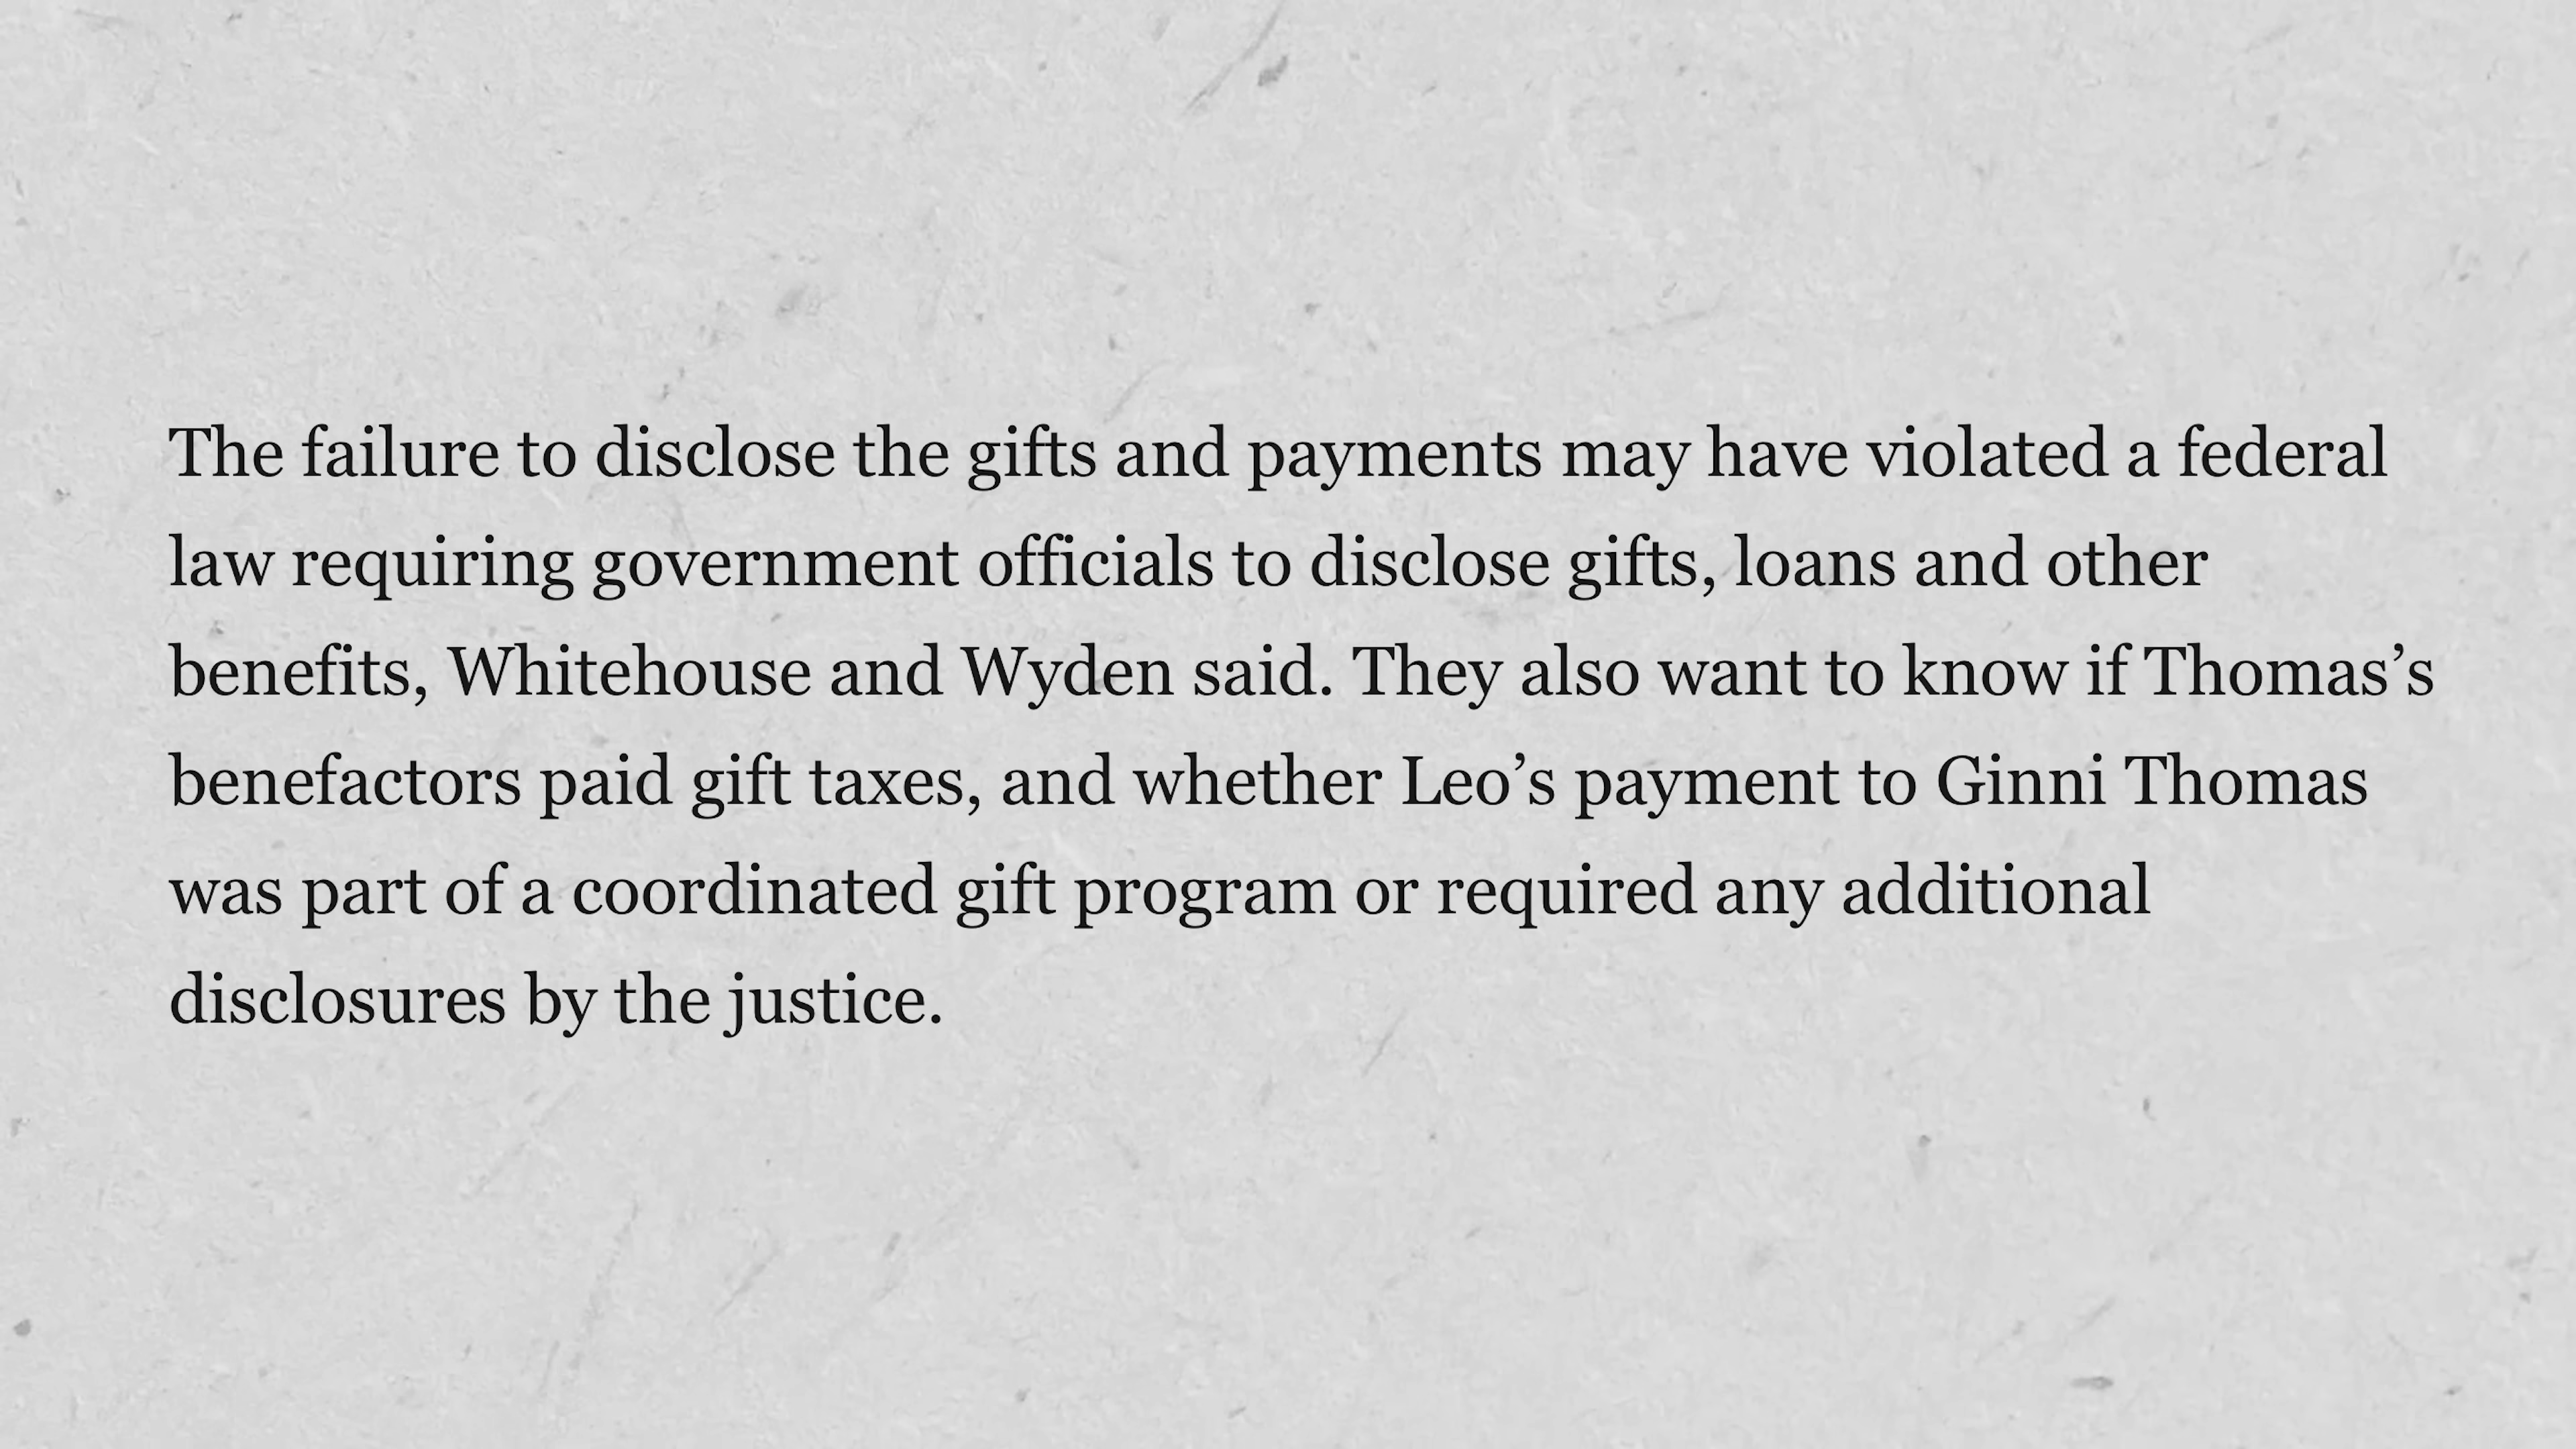 The failure to disclose the gifts and payments may have violated a federal
law requiring government officials to disclose gifts, loans and other
benefits, Whitehouse and Wyden said. They also want to know if Thomas’s
benefactors paid gift taxes, and whether Leo’s payment to Ginni Thomas
was part of a coordinated gift program or required any additional
disclosures by the justice.